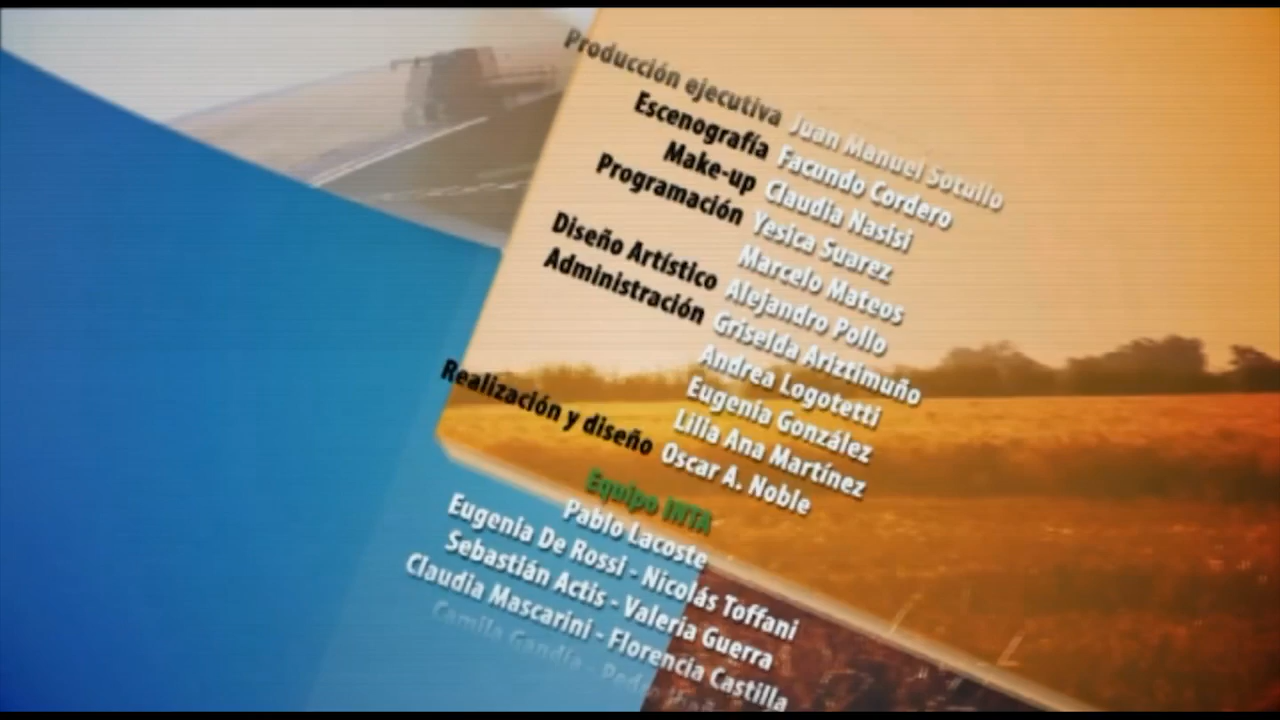 Producción ejecutiva Juan Manuel Sotullo
Escenografía Facundo Cordero
Make-up Claudia Nasisi
Programación Yesica Suarez
Marcelo Mateos
Diseño Artístico Alejandro Pollo
Administración Griselda Ariztimuño
Andrea Logotetti
Eugenia González
Lilia Ana Martínez
Realización y diseño Oscar A. Noble
Equipo INTA
Pablo Lacoste
Eugenia De Rossi - Nicolás Toffani
Sebastián Actis - Valeria Guerra
Claudia Mascarini - Florencia Castilla
Camila Gandía -